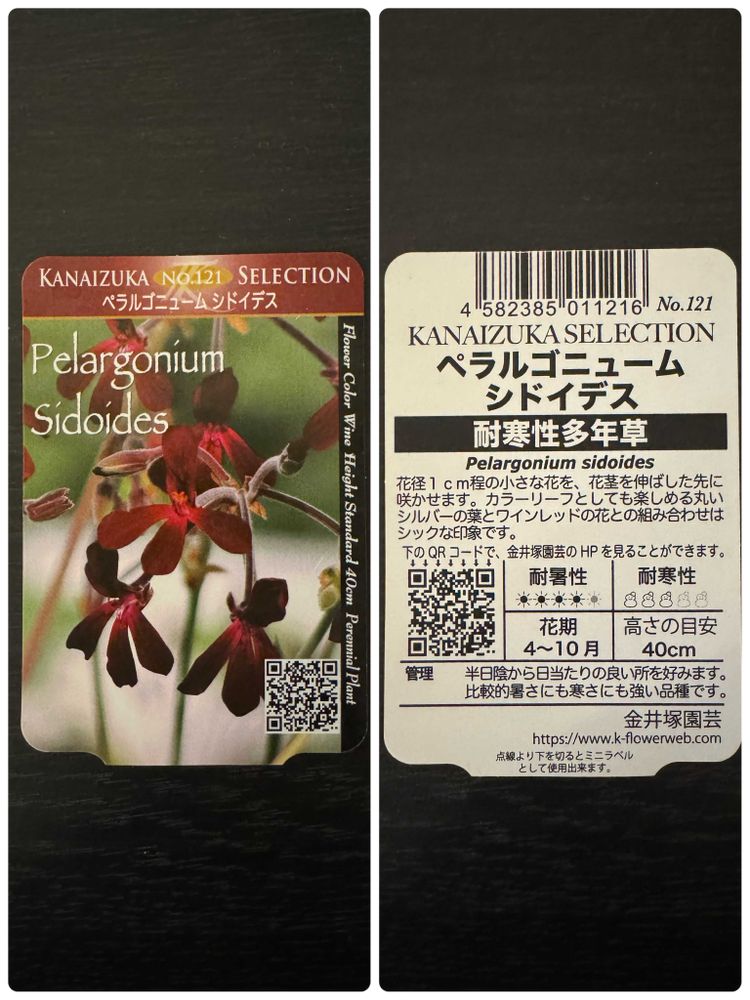 KANAIZUKA No.121 SELECTION
ペラルゴニューム シドイデス
Pelargonium
Sidoides
Flower Color Wine Height Standard 40cm Perennial Plant
4 582385 011216 No.121
KANAIZUKA SELECTION
ペラルゴニューム
シドイデス
耐寒性多年草
Pelargonium sidoides
花径1cm程の小さな花を、花茎を伸ばした先に
咲かせます。カラーリーフとしても楽しめる丸い
シルバーの葉とワインレッドの花との組み合わせは
シックな印象です。
下のQRコードで、金井塚園芸のHPを見ることができます。
耐暑性 耐寒性
花期 高さの目安
4〜10月 40cm
管理 半日陰から日当たりの良い所を好みます。
比較的暑さにも寒さにも強い品種です。
金井塚園芸
https://www.k-flowerweb.com
点線より下を切るとミニラベル
として使用出来ます。